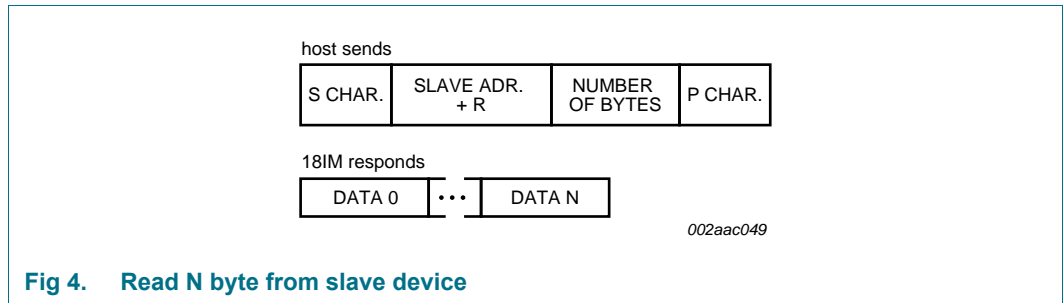 host sends
S CHAR.
SLAVE ADR.
+ R
NUMBER
OF BYTES
P CHAR.
18IM responds
DATA 0
• • •
DATA N
002aac049
Fig 4. Read N byte from slave device